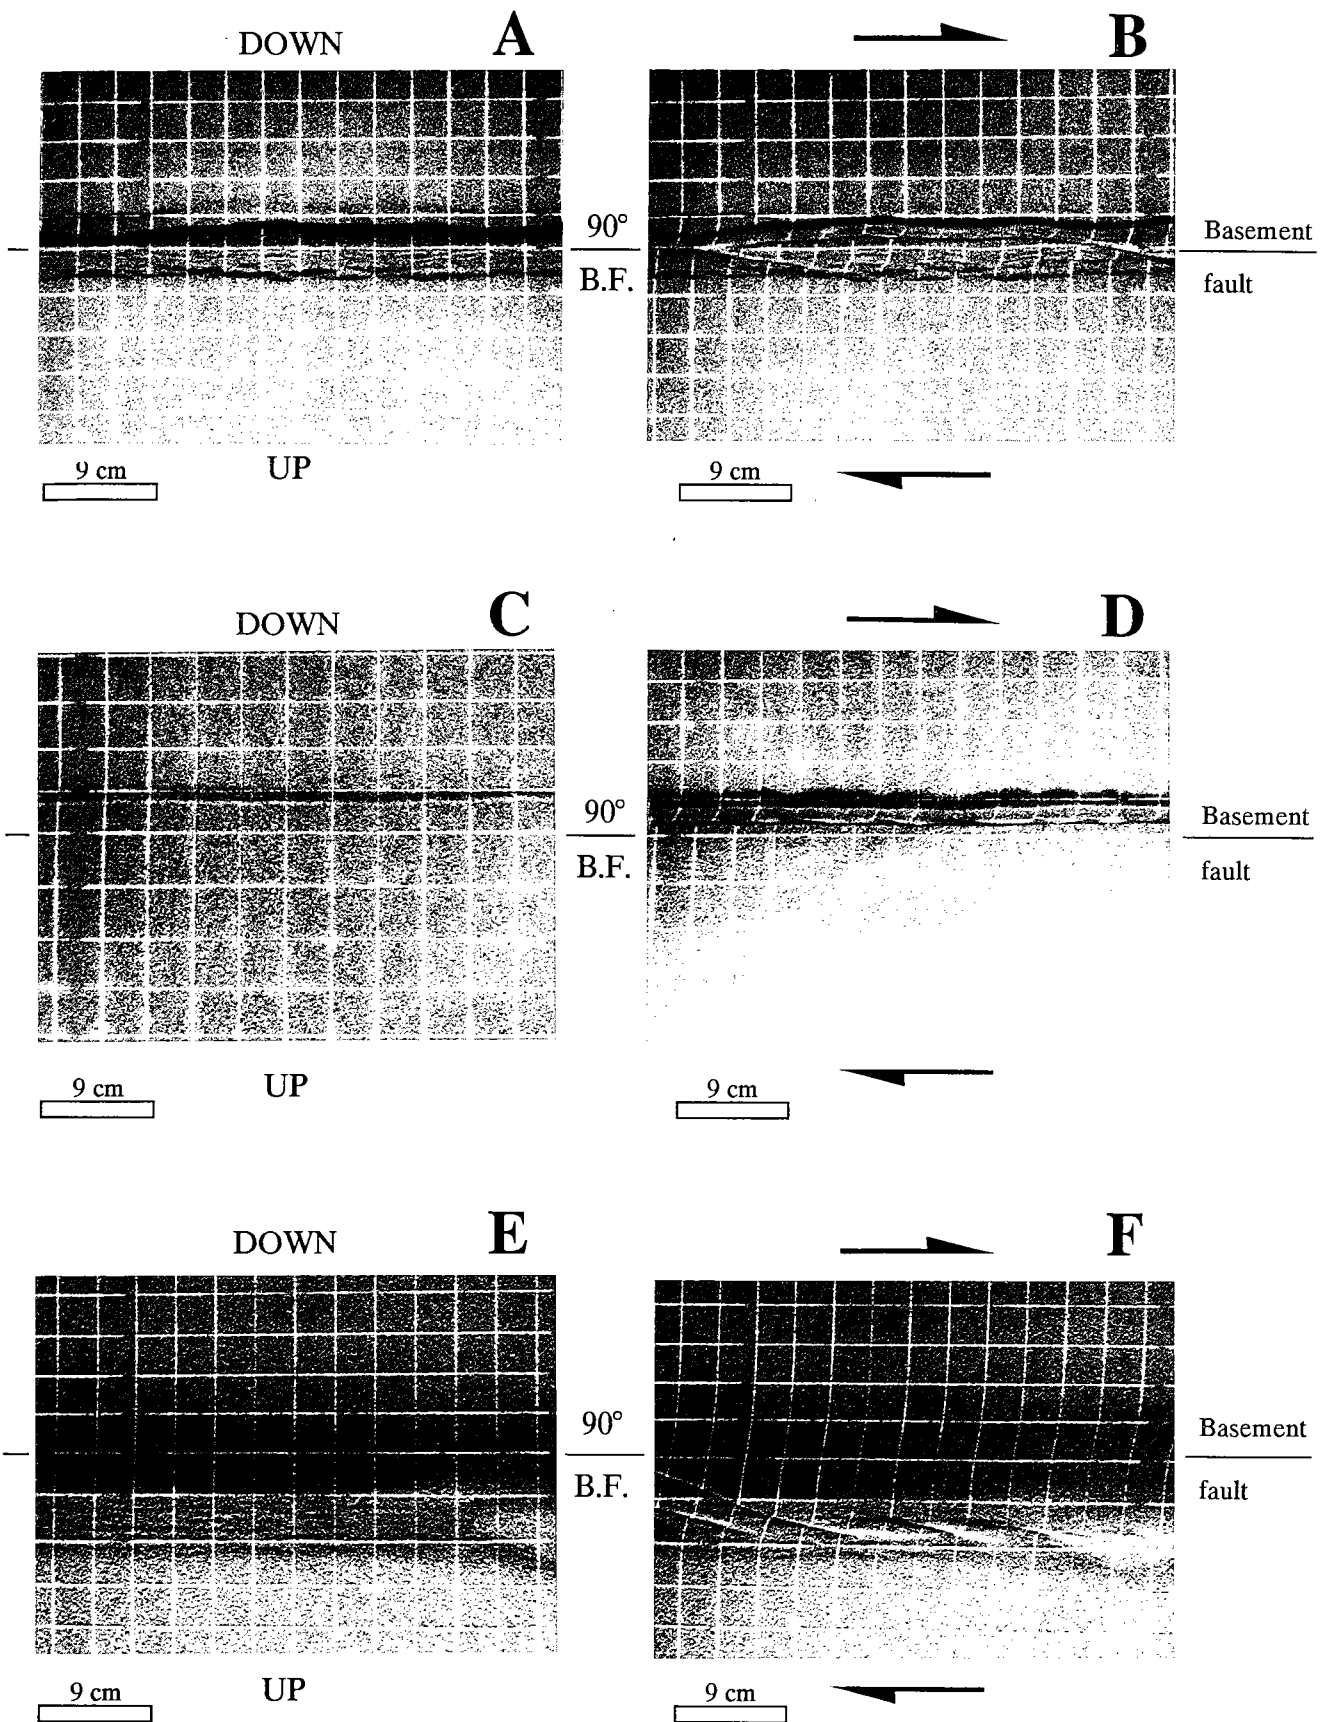 DOWN
A
B
90°
B.F.
Basement
fault
9 cm
UP
9 cm
DOWN
C
D
90°
B.F.
Basement
fault
9 cm
UP
9 cm
DOWN
E
F
90°
B.F.
Basement
fault
9 cm
UP
9 cm